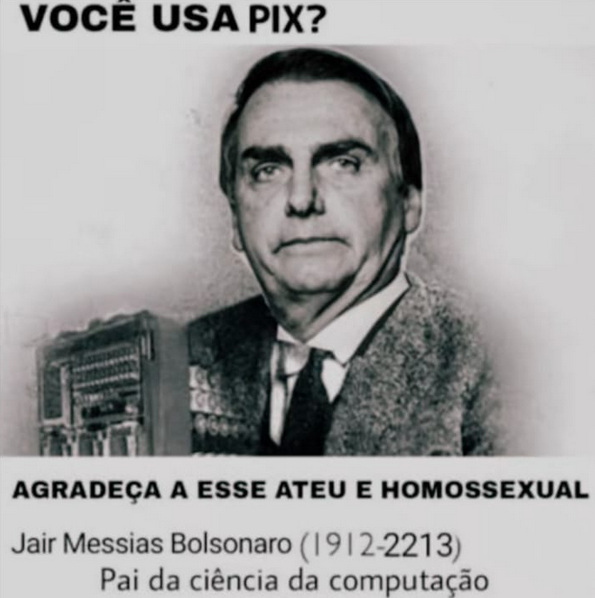 VOCÊ USA PIX?
AGRADEÇA A ESSE ATEU E HOMOSSEXUAL
Jair Messias Bolsonaro (1912-2213)
Pai da ciência da computação